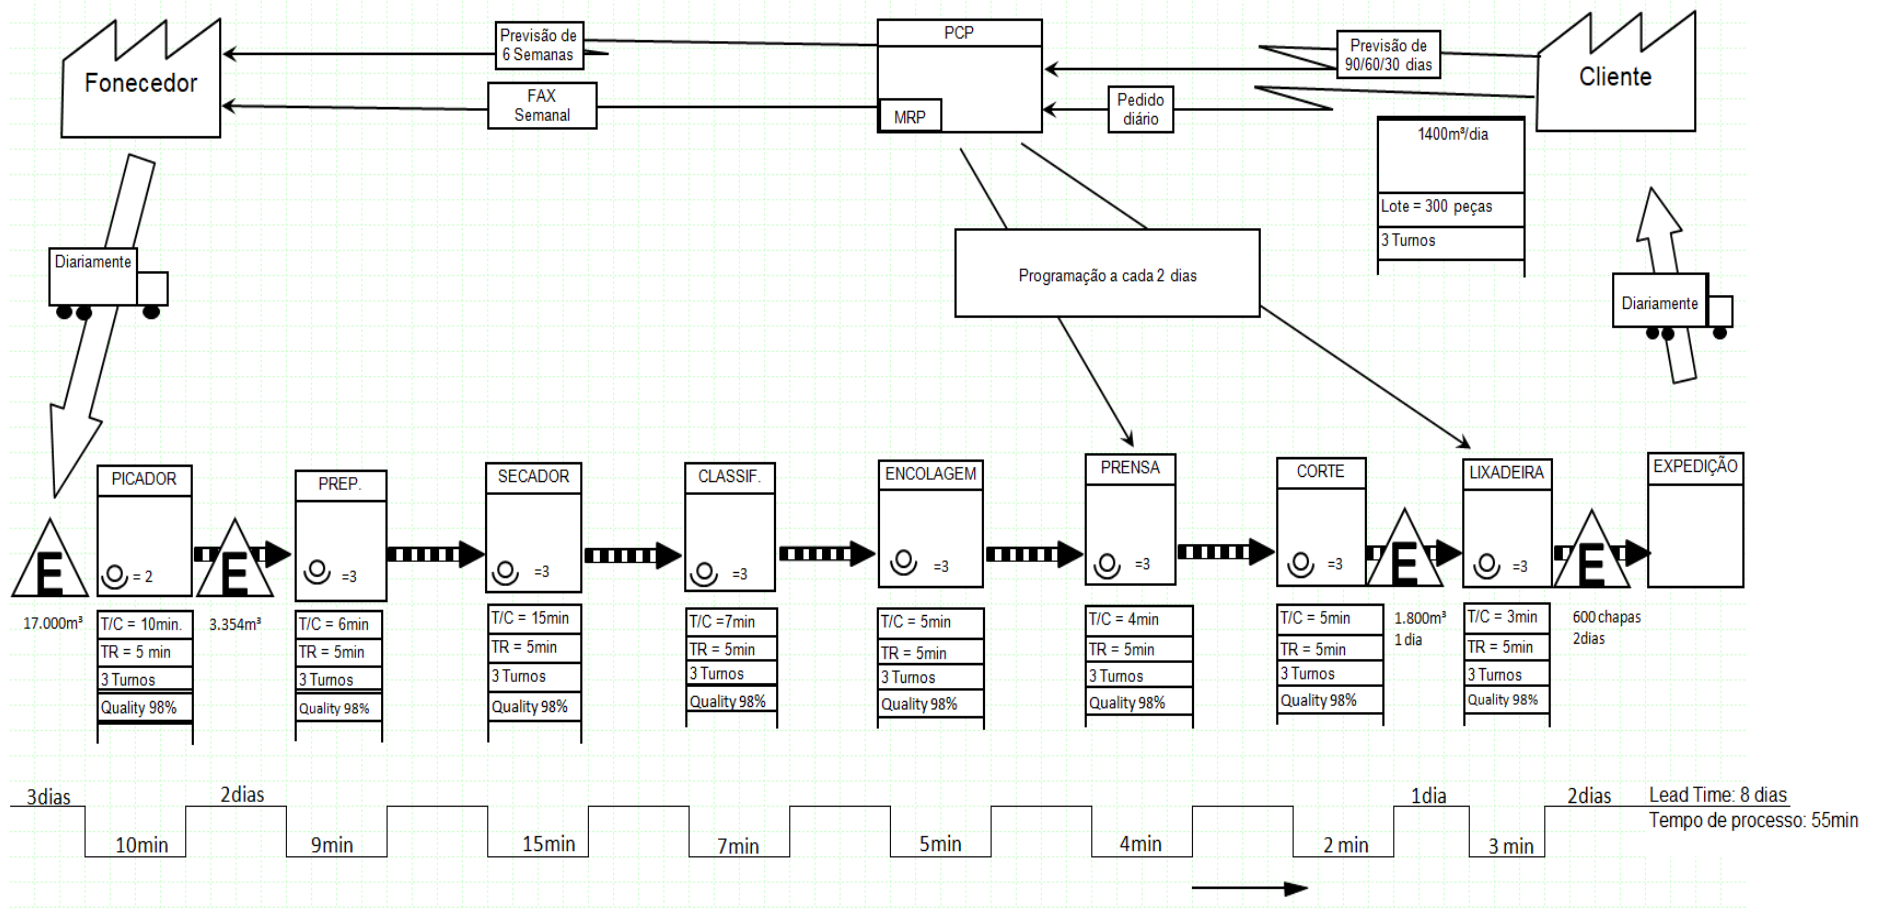 Fonecedor
Previsão de
6 Semanas
FAX
Semanal
PCP
MRP
Previsão de
90/60/30 dias
Pedido
diário
Cliente
1400m³/dia
Lote = 300 peças
3 Turnos
Diariamente
Programação a cada 2 dias
Diariamente
E
17.000m³
PICADOR
= 2
T/C = 10min.
TR = 5 min
3 Turnos
Quality 98%
E
3.354m³
PREP.
=3
T/C = 6min
TR = 5min
3 Turnos
Quality 98%
SECADOR
=3
T/C = 15min
TR = 5min
3 Turnos
Quality 98%
CLASSIF.
=3
T/C =7min
TR = 5min
3 Turnos
Quality 98%
ENCOLAGEM
=3
T/C = 5min
TR = 5min
3 Turnos
Quality 98%
PRENSA
=3
T/C = 4min
TR = 5min
3 Turnos
Quality 98%
CORTE
=3
T/C = 5min
TR = 5min
3 Turnos
Quality 98%
E
1.800m³
1 dia
LIXADEIRA
=3
T/C = 3min
TR = 5min
3 Turnos
Quality 98%
E
600 chapas
2dias
EXPEDIÇÃO
3dias
10min
2dias
9min
15min
7min
5min
4min
2 min
1dia
3 min
2dias
Lead Time: 8 dias
Tempo de processo: 55min